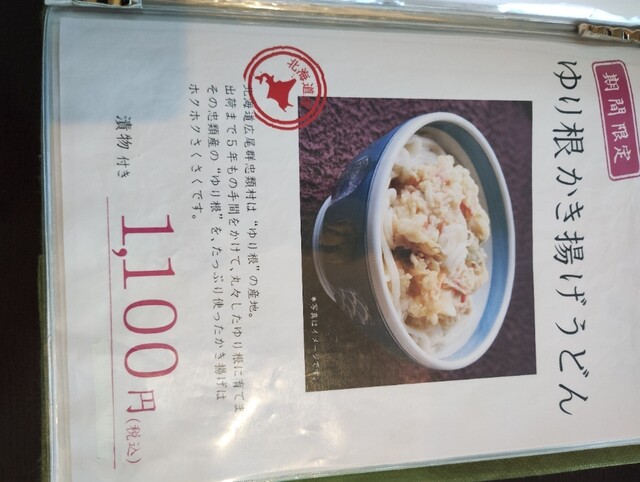 期間限定
ゆり根かき揚げうどん
北海道
*写真はイメージです。
北海道広尾群忠類村は“ゆり根”の産地。
出荷まで5年もの手間をかけて、丸々したゆり根に育てま
その忠類産の“ゆり根”を、たっぷり使ったかき揚げは
ホクホクさくさくです。
漬物付き 1,100円(税込)